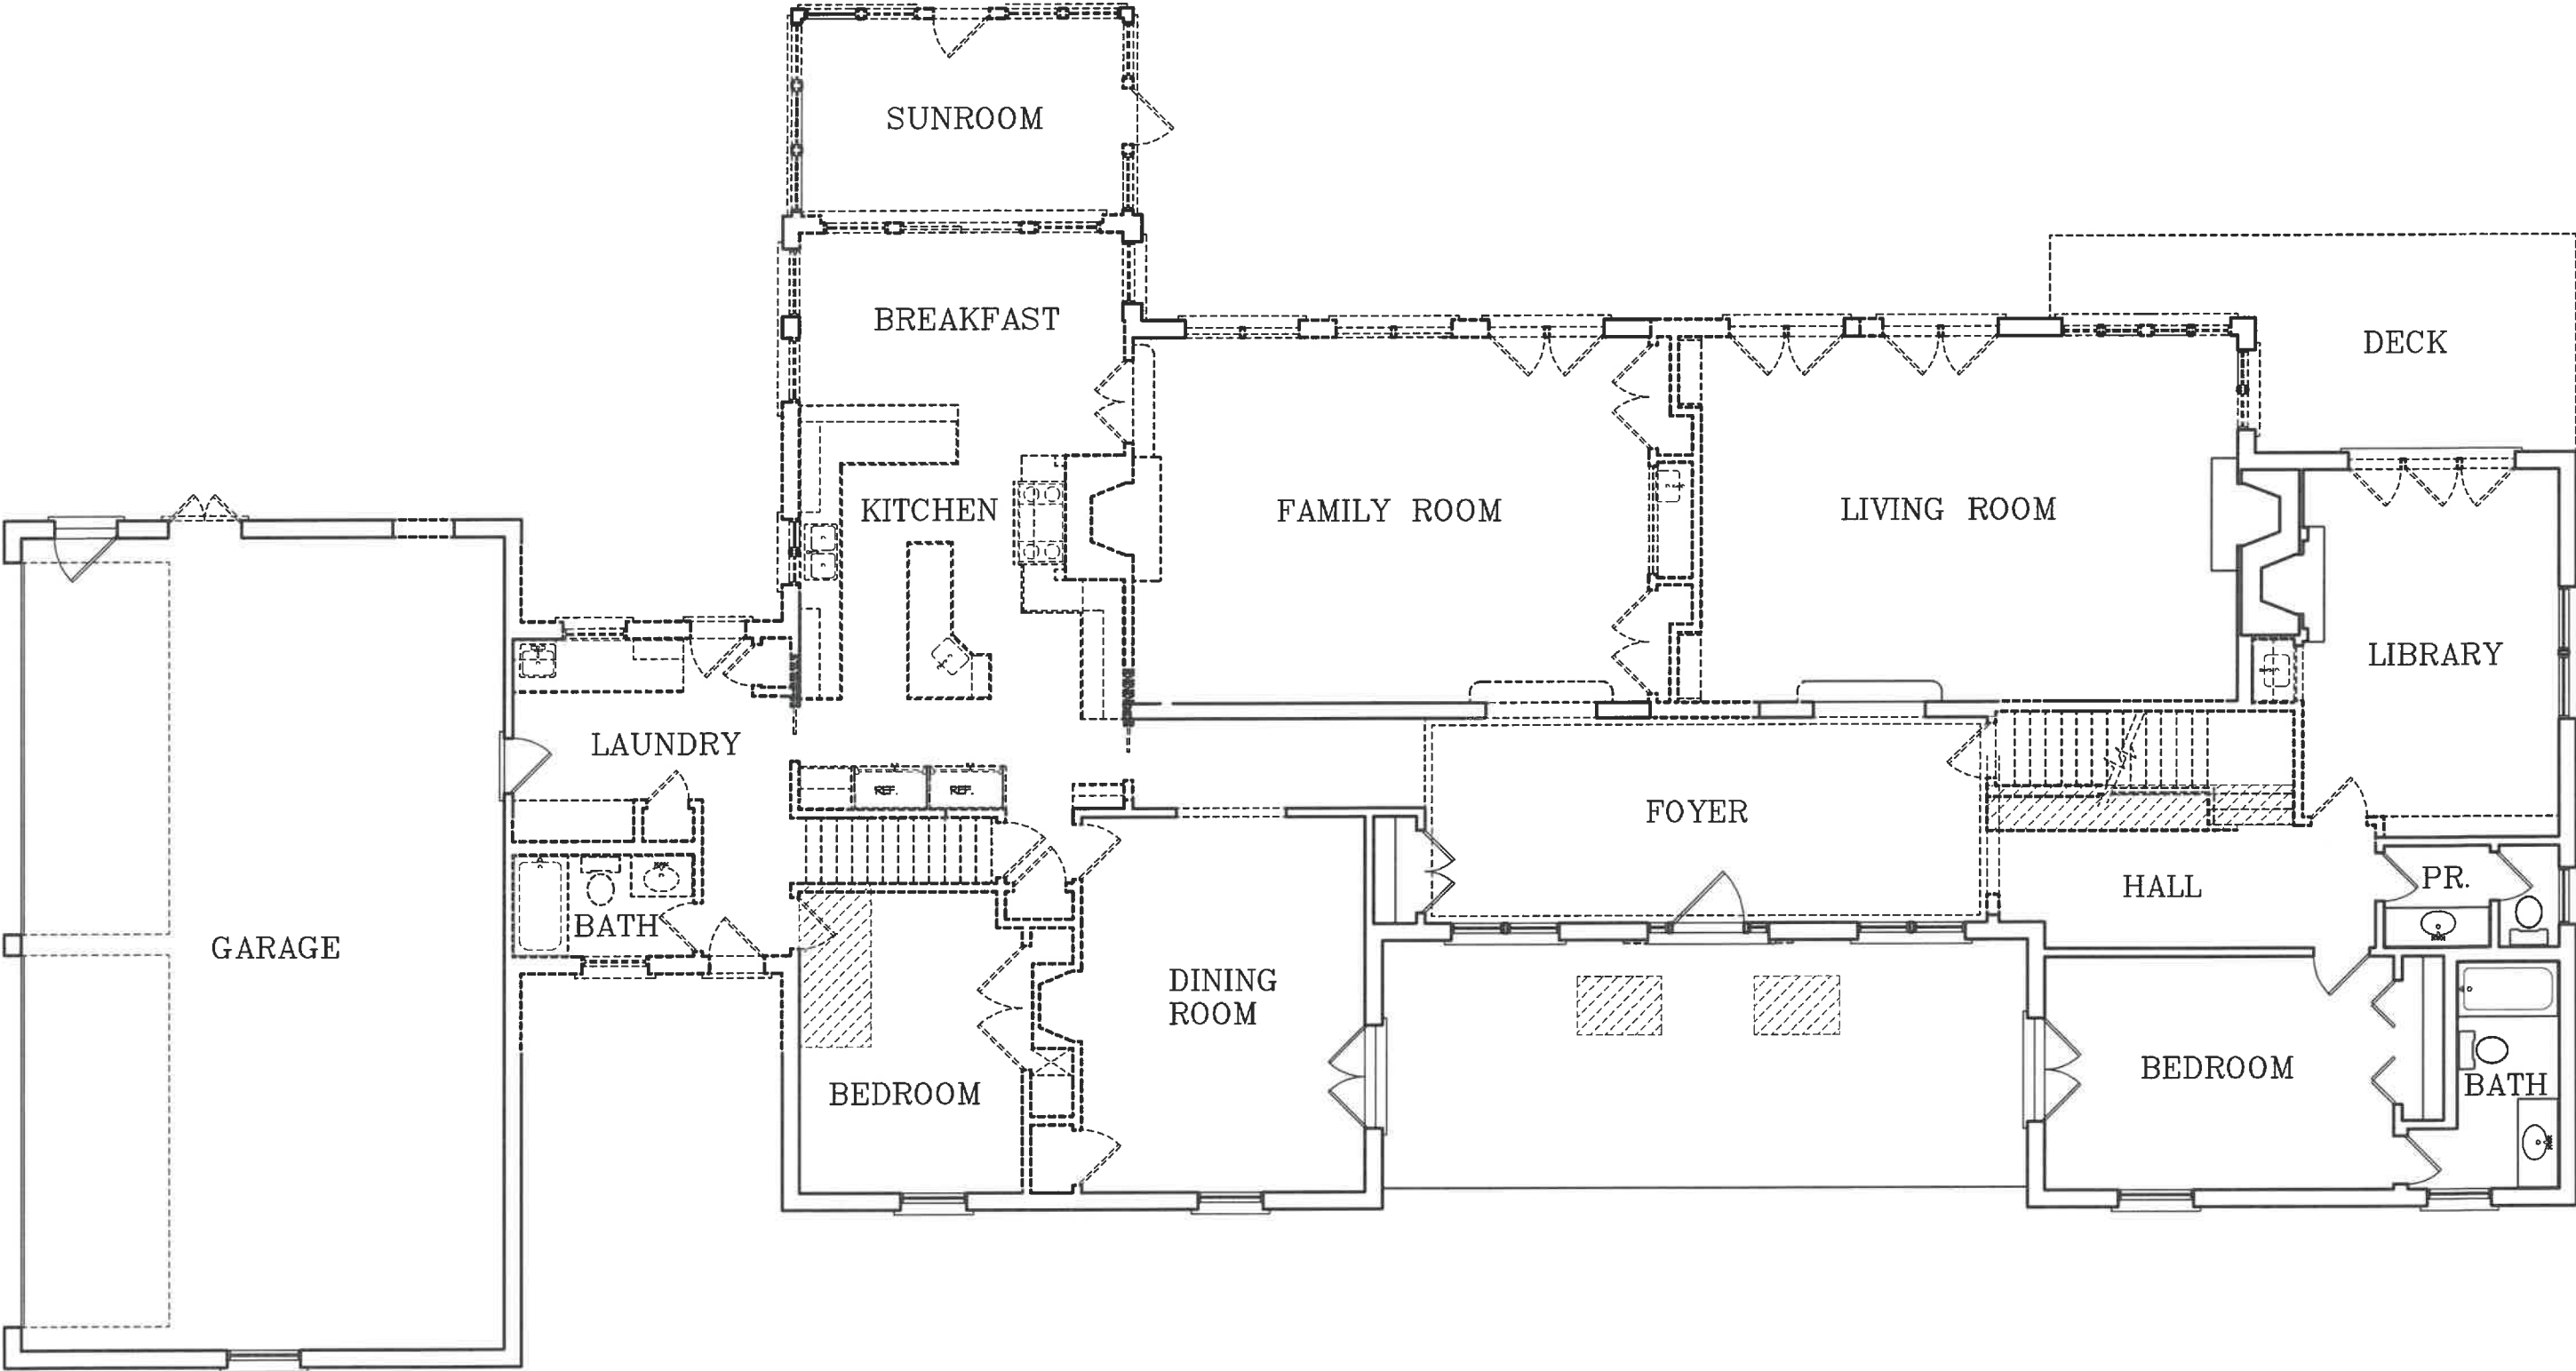 SUNROOM
BREAKFAST
DECK
KITCHEN
FAMILY ROOM
LIVING ROOM
LIBRARY
LAUNDRY
REF.
REF.
FOYER
HALL
PR.
BATH
GARAGE
DINING
ROOM
BEDROOM
BEDROOM
BATH